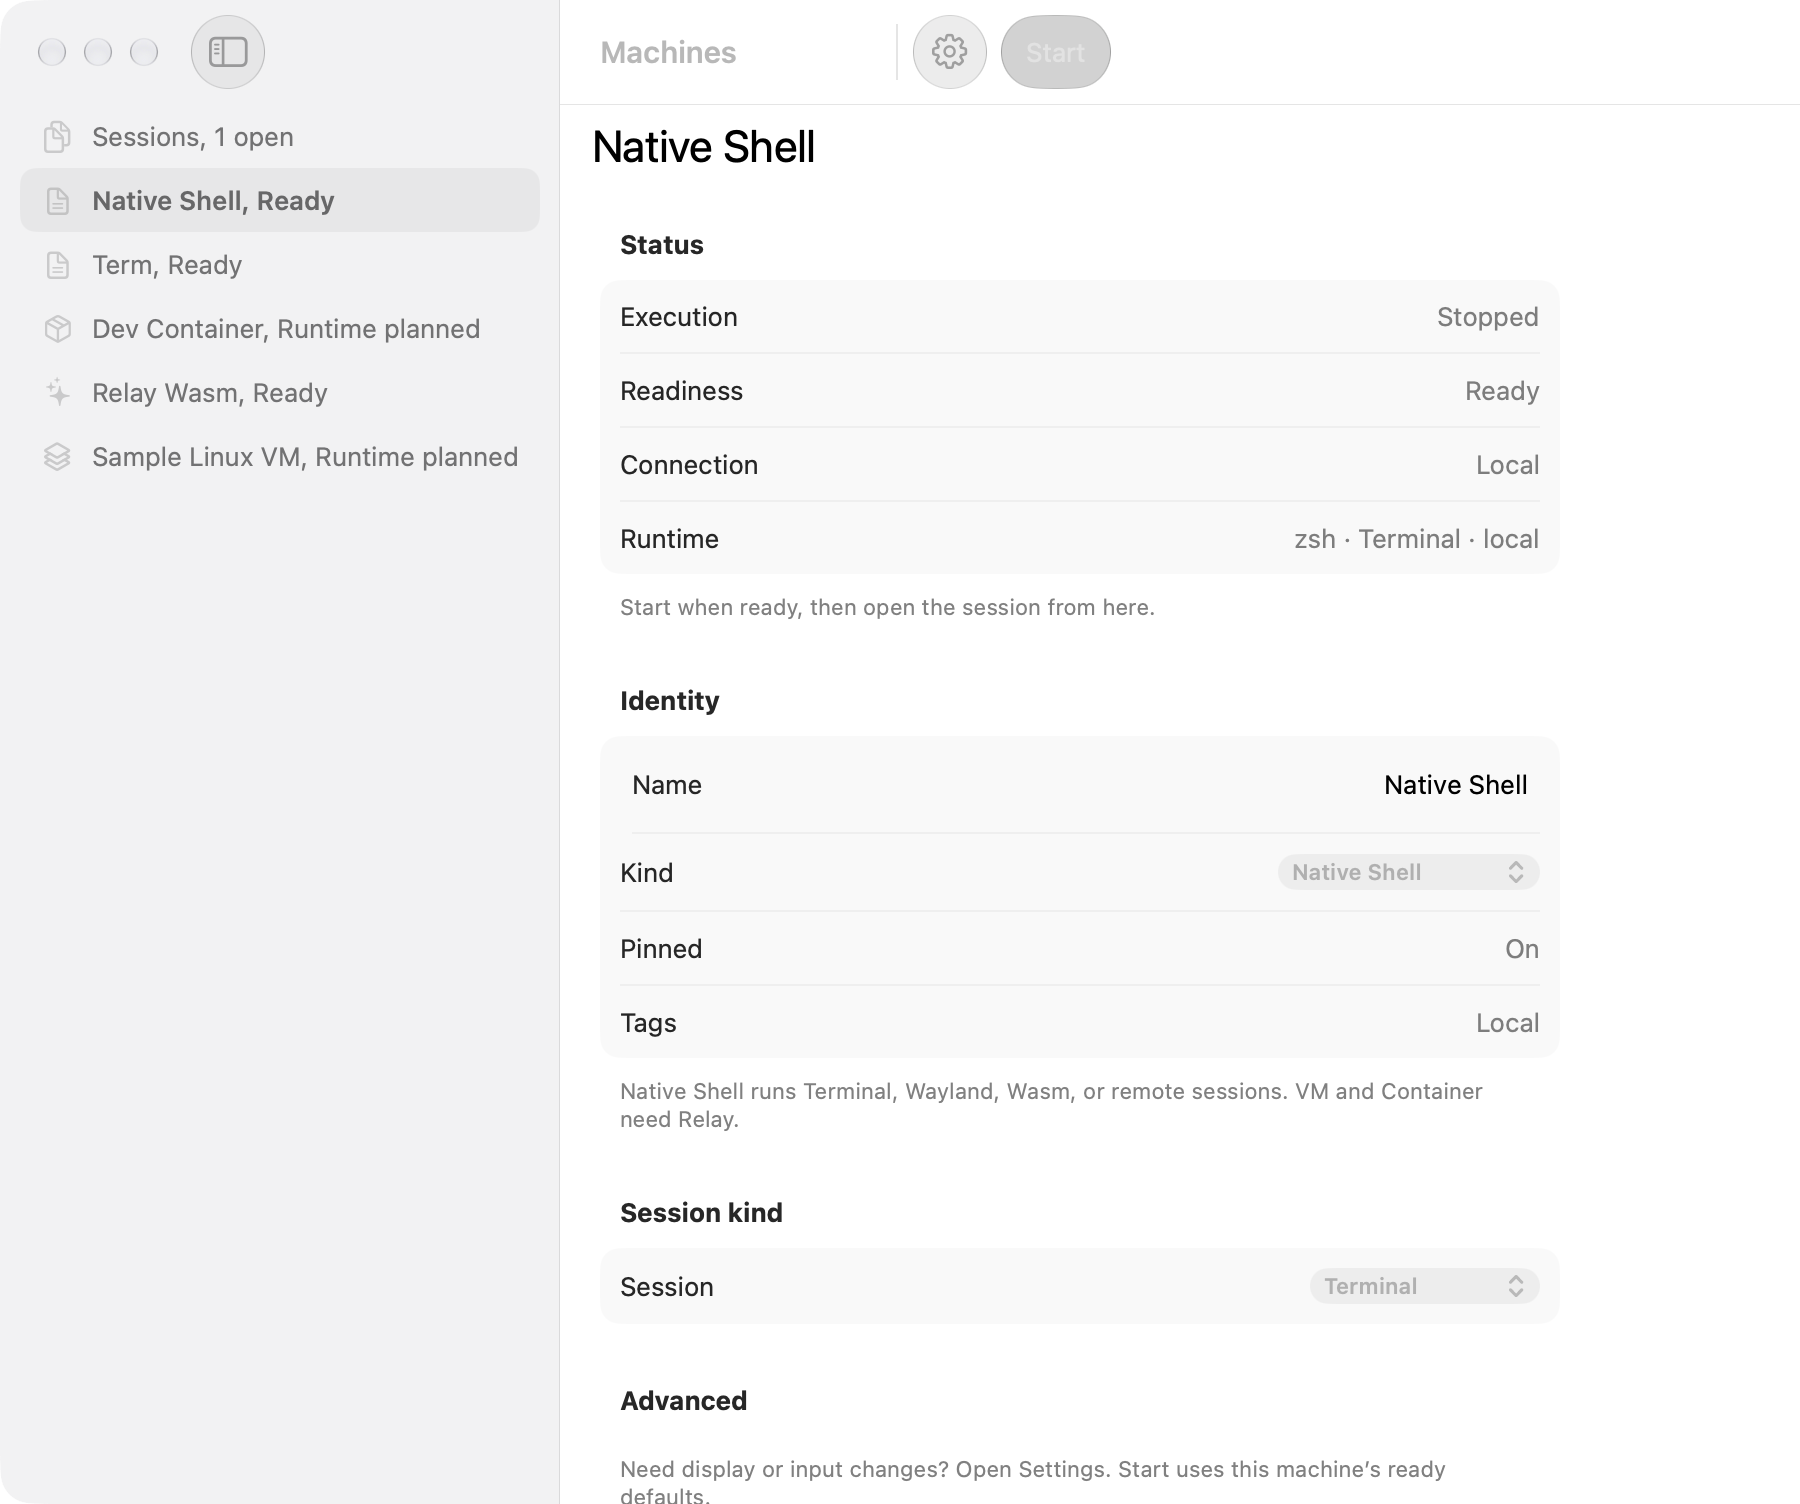 Machines
Start
Sessions, 1 open
Native Shell, Ready
Term, Ready
Dev Container, Runtime planned
Relay Wasm, Ready
Sample Linux VM, Runtime planned
Native Shell
Status
Execution Stopped
Readiness Ready
Connection Local
Runtime zsh · Terminal · local
Start when ready, then open the session from here.
Identity
Name Native Shell
Kind Native Shell
Pinned On
Tags Local
Native Shell runs Terminal, Wayland, Wasm, or remote sessions. VM and Container
need Relay.
Session kind
Session Terminal
Advanced
Need display or input changes? Open Settings. Start uses this machine’s ready
defaults.